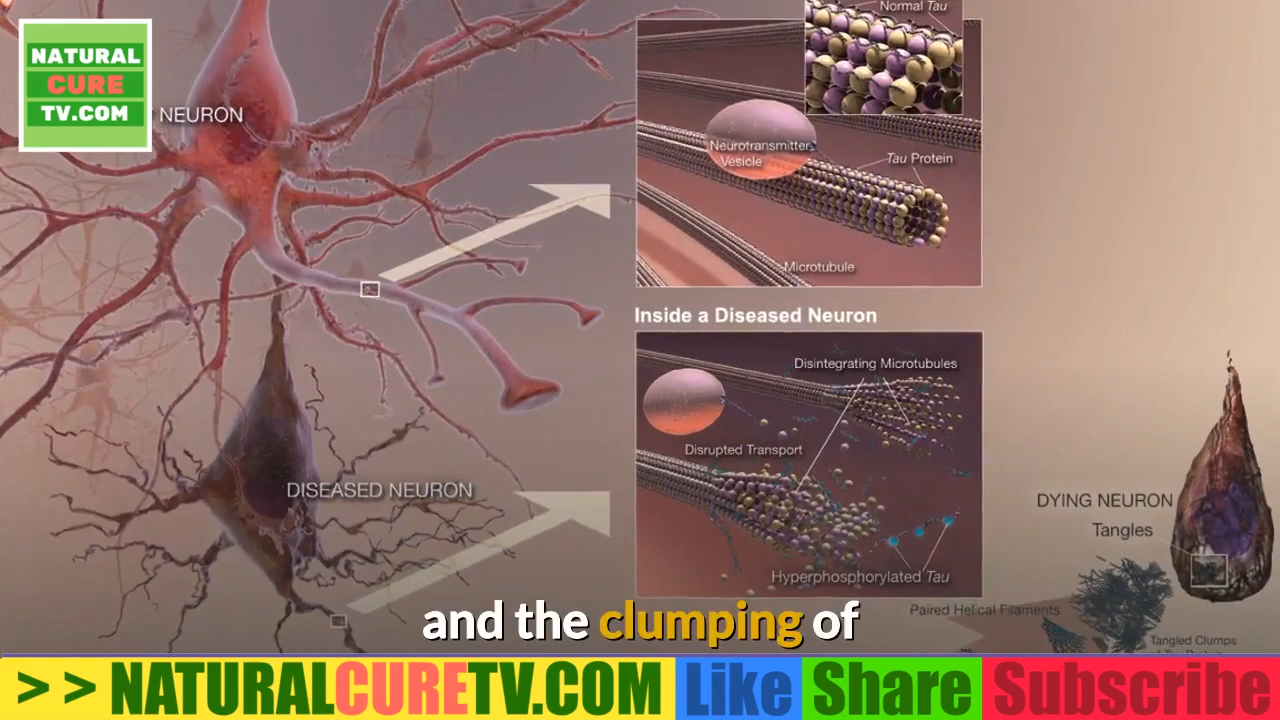 NATURAL
CURE
TV.COM
NEURON
Normal Tau
Neurotransmitter
Vesicle
Tau Protein
Microtubule
Inside a Diseased Neuron
Disintegrating Microtubules
Disrupted Transport
Hyperphosphorylated Tau
DISEASED NEURON
DYING NEURON
Tangles
Paired Helical Filaments
Tangled Clumps
and the clumping of
>> NATURALCURETV.COM Like Share Subscribe